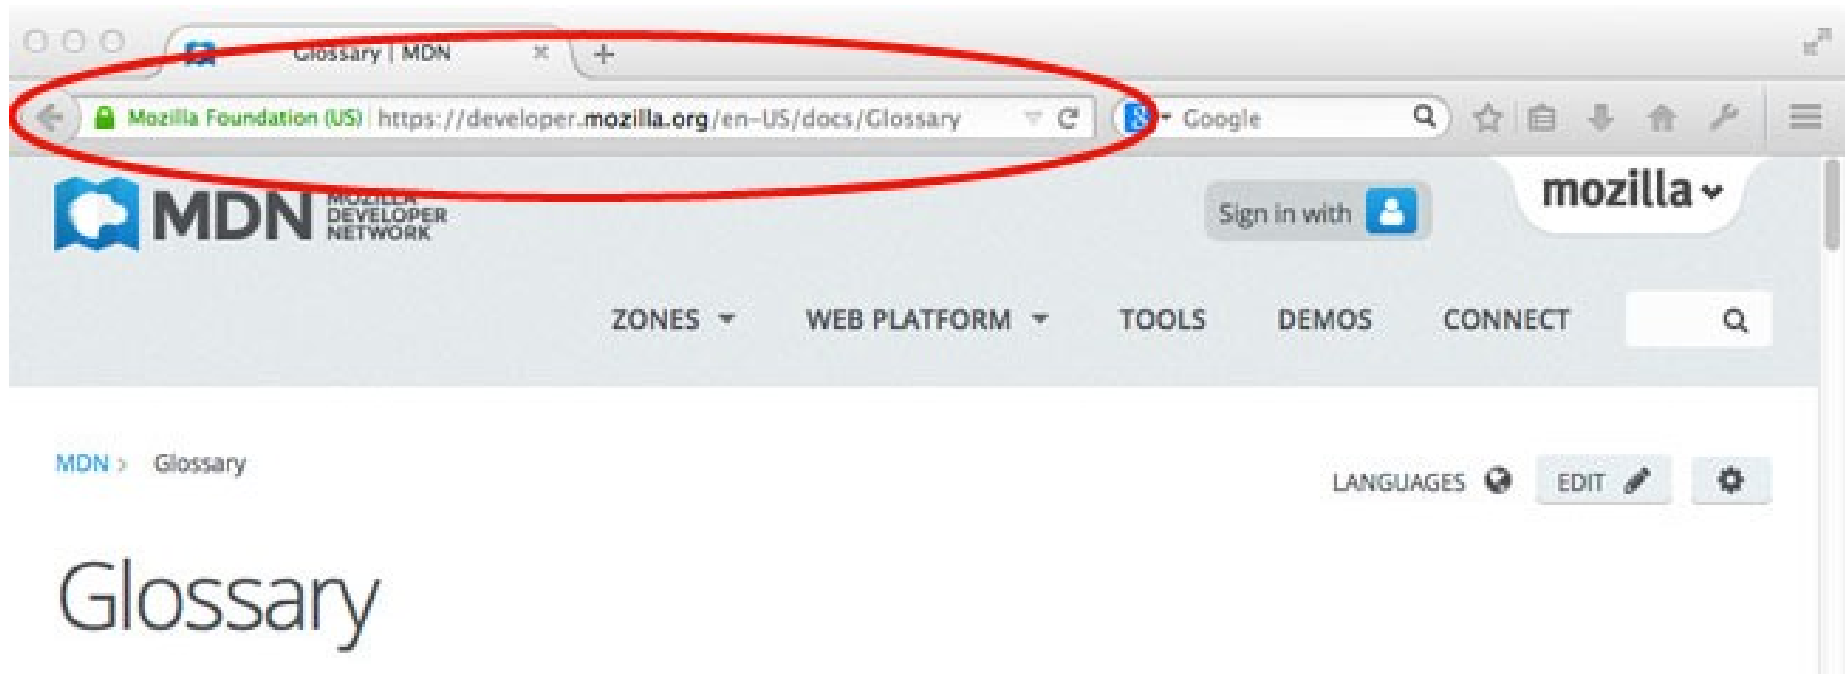 Glossary | MDN
Mozilla Foundation (US) https://developer.mozilla.org/en-US/docs/Glossary
Google
MDN MOZILLA DEVELOPER NETWORK
Sign in with
mozilla
ZONES WEB PLATFORM TOOLS DEMOS CONNECT
MDN > Glossary
LANGUAGES EDIT
Glossary